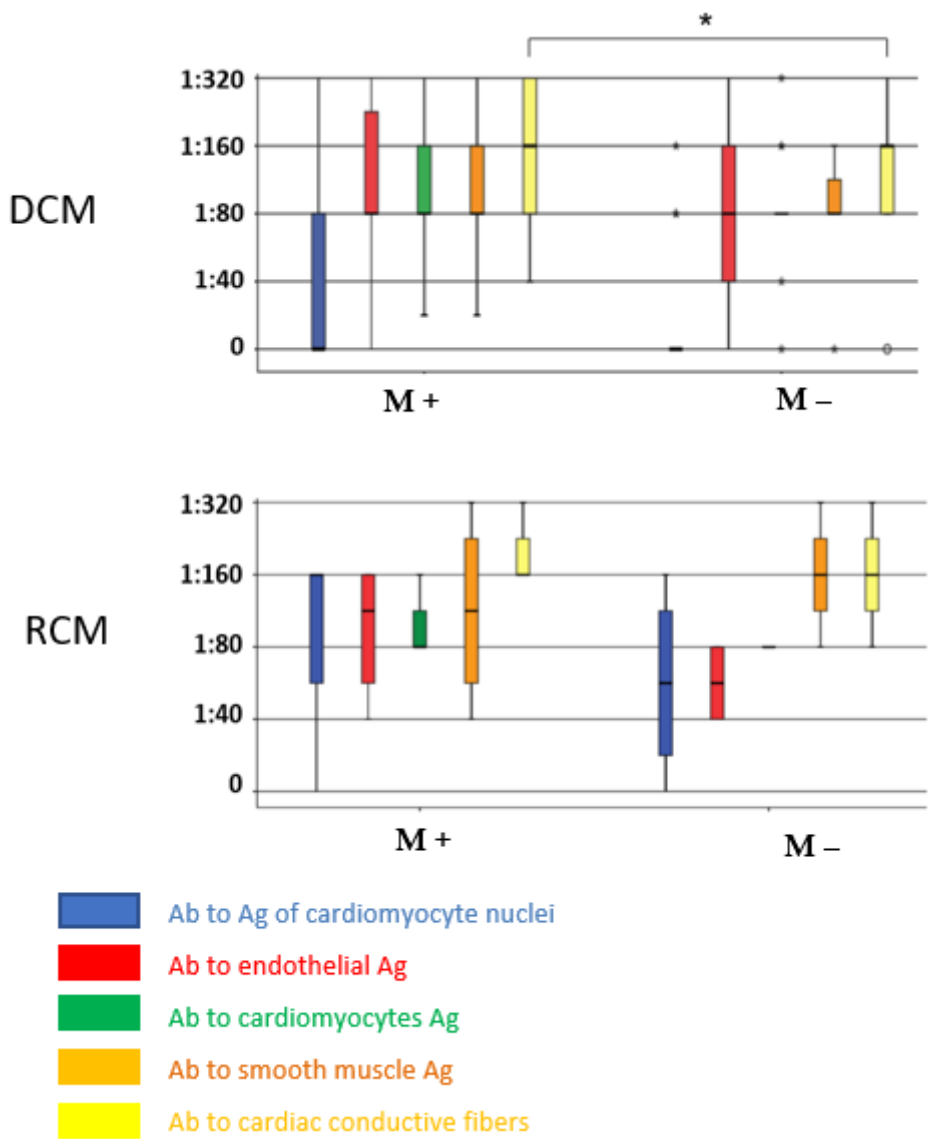 *
1:320
1:160
DCM
1:80
1:40
0
M + M –
1:320
1:160
RCM
1:80
1:40
0
M + M –
Ab to Ag of cardiomyocyte nuclei
Ab to endothelial Ag
Ab to cardiomyocytes Ag
Ab to smooth muscle Ag
Ab to cardiac conductive fibers